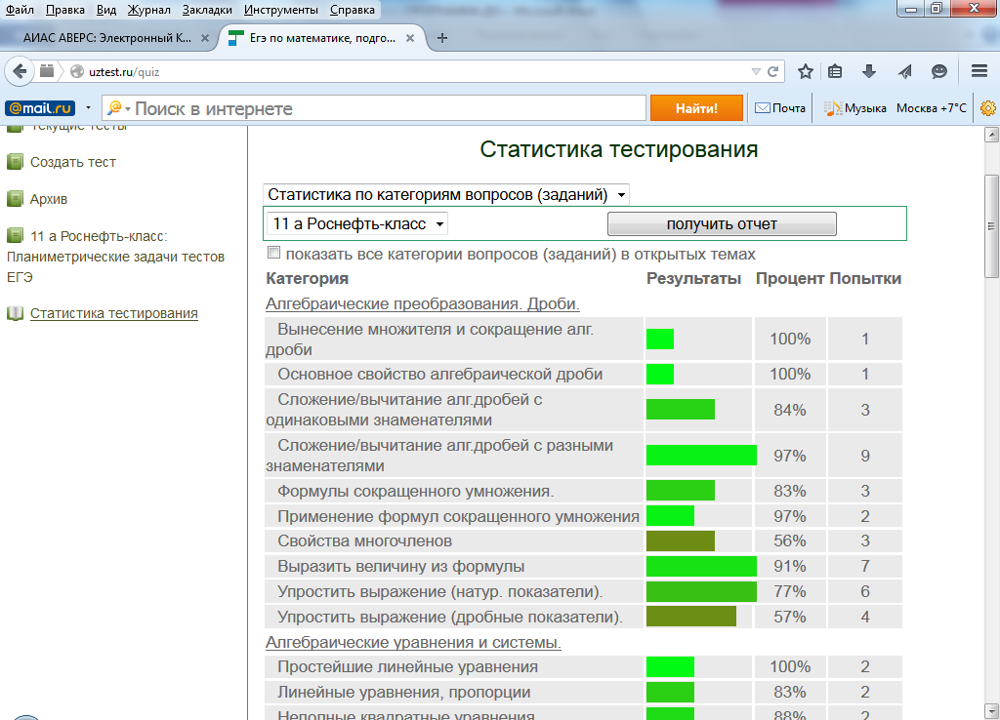 Файл Правка Вид Журнал Закладки Инструменты Справка
АИАС АВЕРС: Электронный К... × Егэ по математике, подго... × +
uztest.ru/quiz
@mail.ru Поиск в интернете Найти! Почта Музыка Москва +7°C
Текущие тесты
Создать тест
Архив
11 а Роснефть-класс:
Планиметрические задачи тестов
ЕГЭ
Статистика тестирования
Статистика тестирования
Статистика по категориям вопросов (заданий)
11 а Роснефть-класс получить отчет
показать все категории вопросов (заданий) в открытых темах
Категория Результаты Процент Попытки
Алгебраические преобразования. Дроби.
Вынесение множителя и сокращение алг.
дроби 100% 1
Основное свойство алгебраической дроби 100% 1
Сложение/вычитание алг.дробей с
одинаковыми знаменателями 84% 3
Сложение/вычитание алг.дробей с разными
знаменателями 97% 9
Формулы сокращенного умножения. 83% 3
Применение формул сокращенного умножения 97% 2
Свойства многочленов 56% 3
Выразить величину из формулы 91% 7
Упростить выражение (натур. показатели). 77% 6
Упростить выражение (дробные показатели). 57% 4
Алгебраические уравнения и системы.
Простейшие линейные уравнения 100% 2
Линейные уравнения, пропорции 83% 2
Неполные квадратные уравнения 88% 2